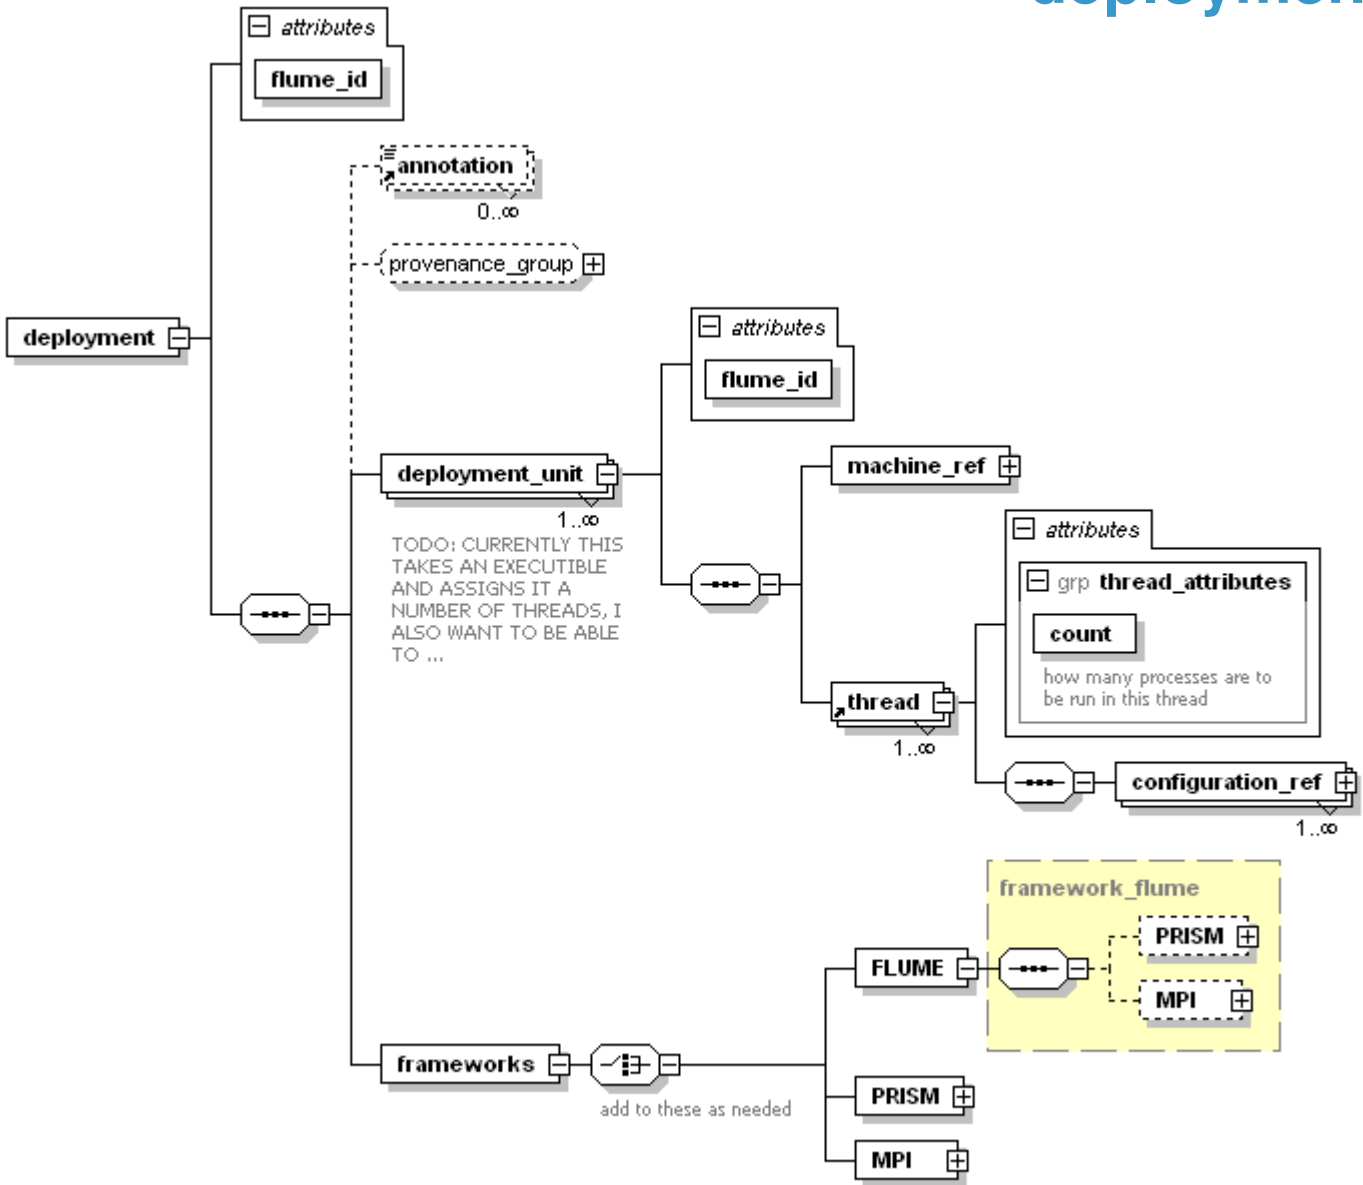 attributes
flume_id
annotation
0..∞
provenance_group
deployment
attributes
flume_id
deployment_unit
1..∞
TODO: CURRENTLY THIS
TAKES AN EXECUTIBLE
AND ASSIGNS IT A
NUMBER OF THREADS, I
ALSO WANT TO BE ABLE
TO ...
machine_ref
attributes
grp thread_attributes
count
how many processes are to
be run in this thread
thread
1..∞
configuration_ref
1..∞
framework_flume
PRISM
FLUME
MPI
frameworks
add to these as needed
PRISM
MPI